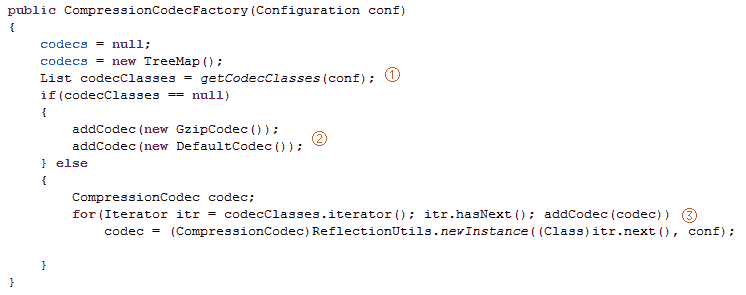 public CompressionCodecFactory(Configuration conf)
{
    codecs = null;
    codecs = new TreeMap();
    List codecClasses = getCodecClasses(conf); ①
    if(codecClasses == null)
    {
        addCodec(new GzipCodec());
        addCodec(new DefaultCodec()); ②
    } else
    {
        CompressionCodec codec;
        for(Iterator itr = codecClasses.iterator(); itr.hasNext(); addCodec(codec)) ③
            codec = (CompressionCodec)ReflectionUtils.newInstance((Class)itr.next(), conf);
    }
}